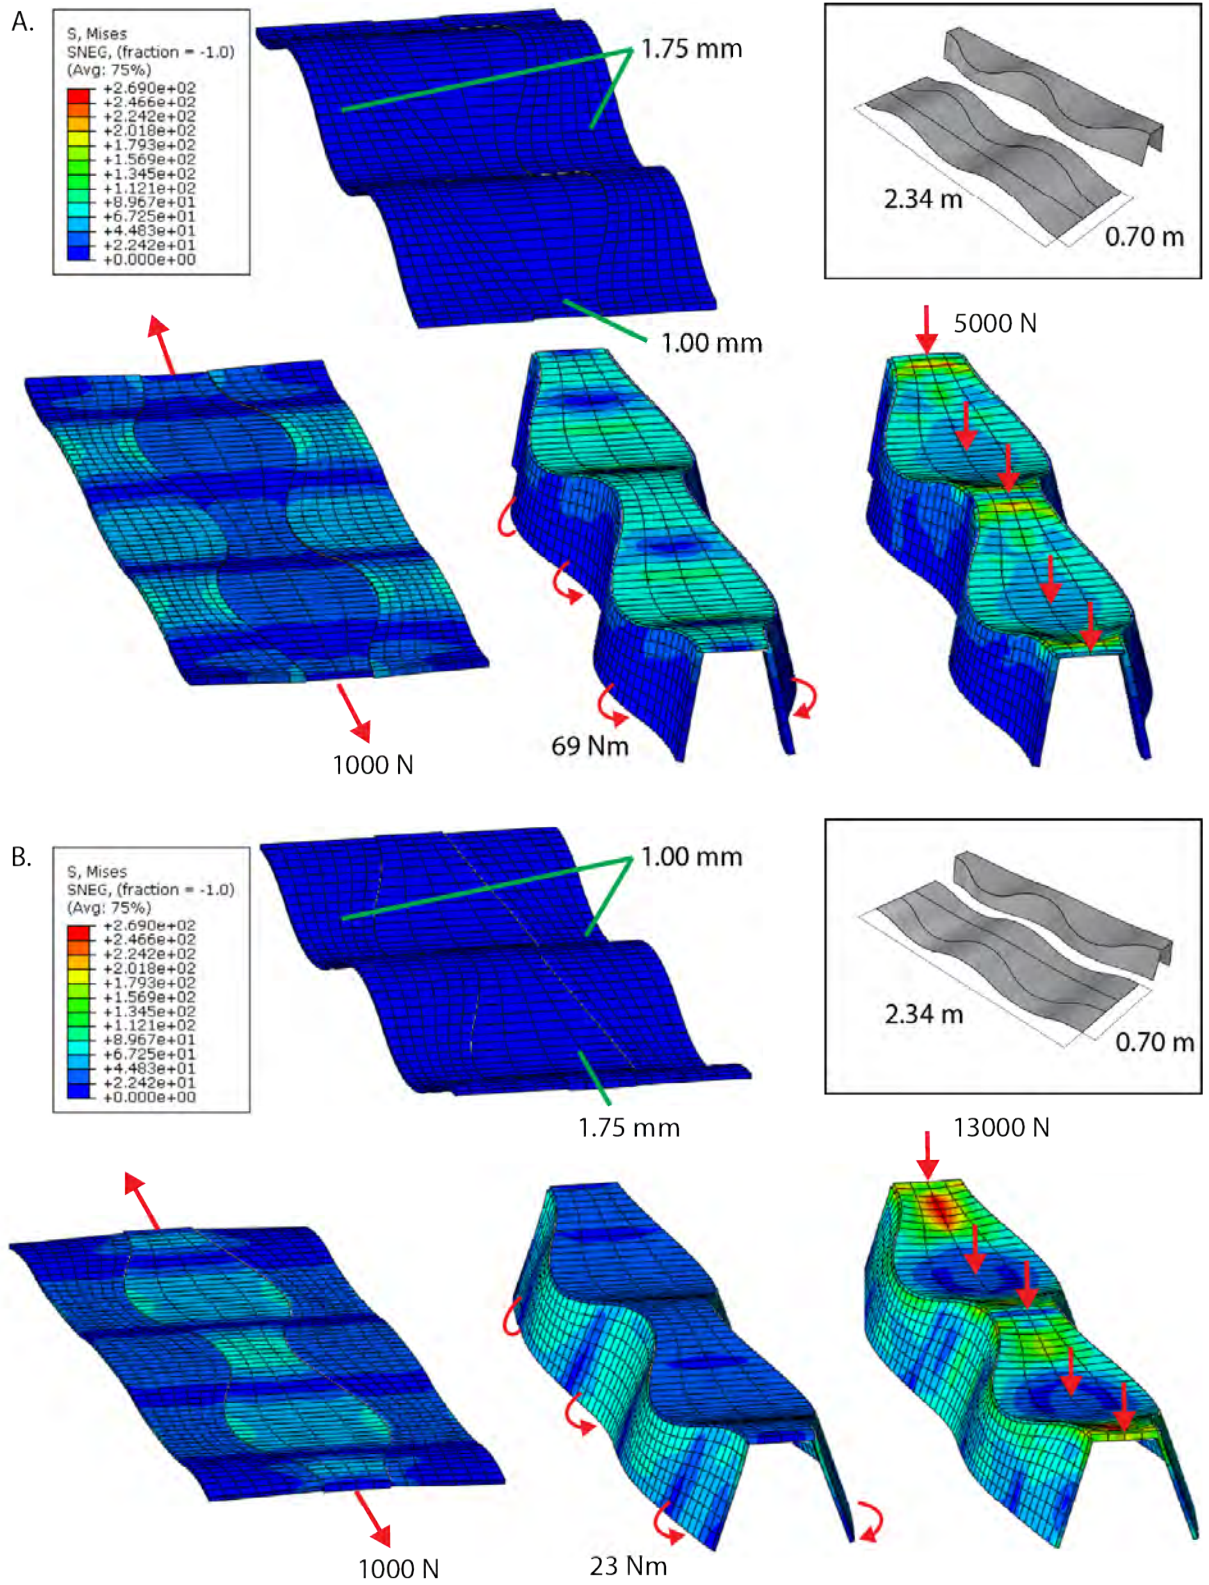 A.
S, Mises
SNEG, (fraction = -1.0)
(Avg: 75%)
+2.690e+02
+2.466e+02
+2.242e+02
+2.018e+02
+1.793e+02
+1.569e+02
+1.345e+02
+1.121e+02
+8.967e+01
+6.725e+01
+4.483e+01
+2.242e+01
+0.000e+00
1.75 mm
1.00 mm
2.34 m
0.70 m
5000 N
1000 N
69 Nm
B.
S, Mises
SNEG, (fraction = -1.0)
(Avg: 75%)
+2.690e+02
+2.466e+02
+2.242e+02
+2.018e+02
+1.793e+02
+1.569e+02
+1.345e+02
+1.121e+02
+8.967e+01
+6.725e+01
+4.483e+01
+2.242e+01
+0.000e+00
1.00 mm
1.75 mm
2.34 m
0.70 m
13000 N
1000 N
23 Nm